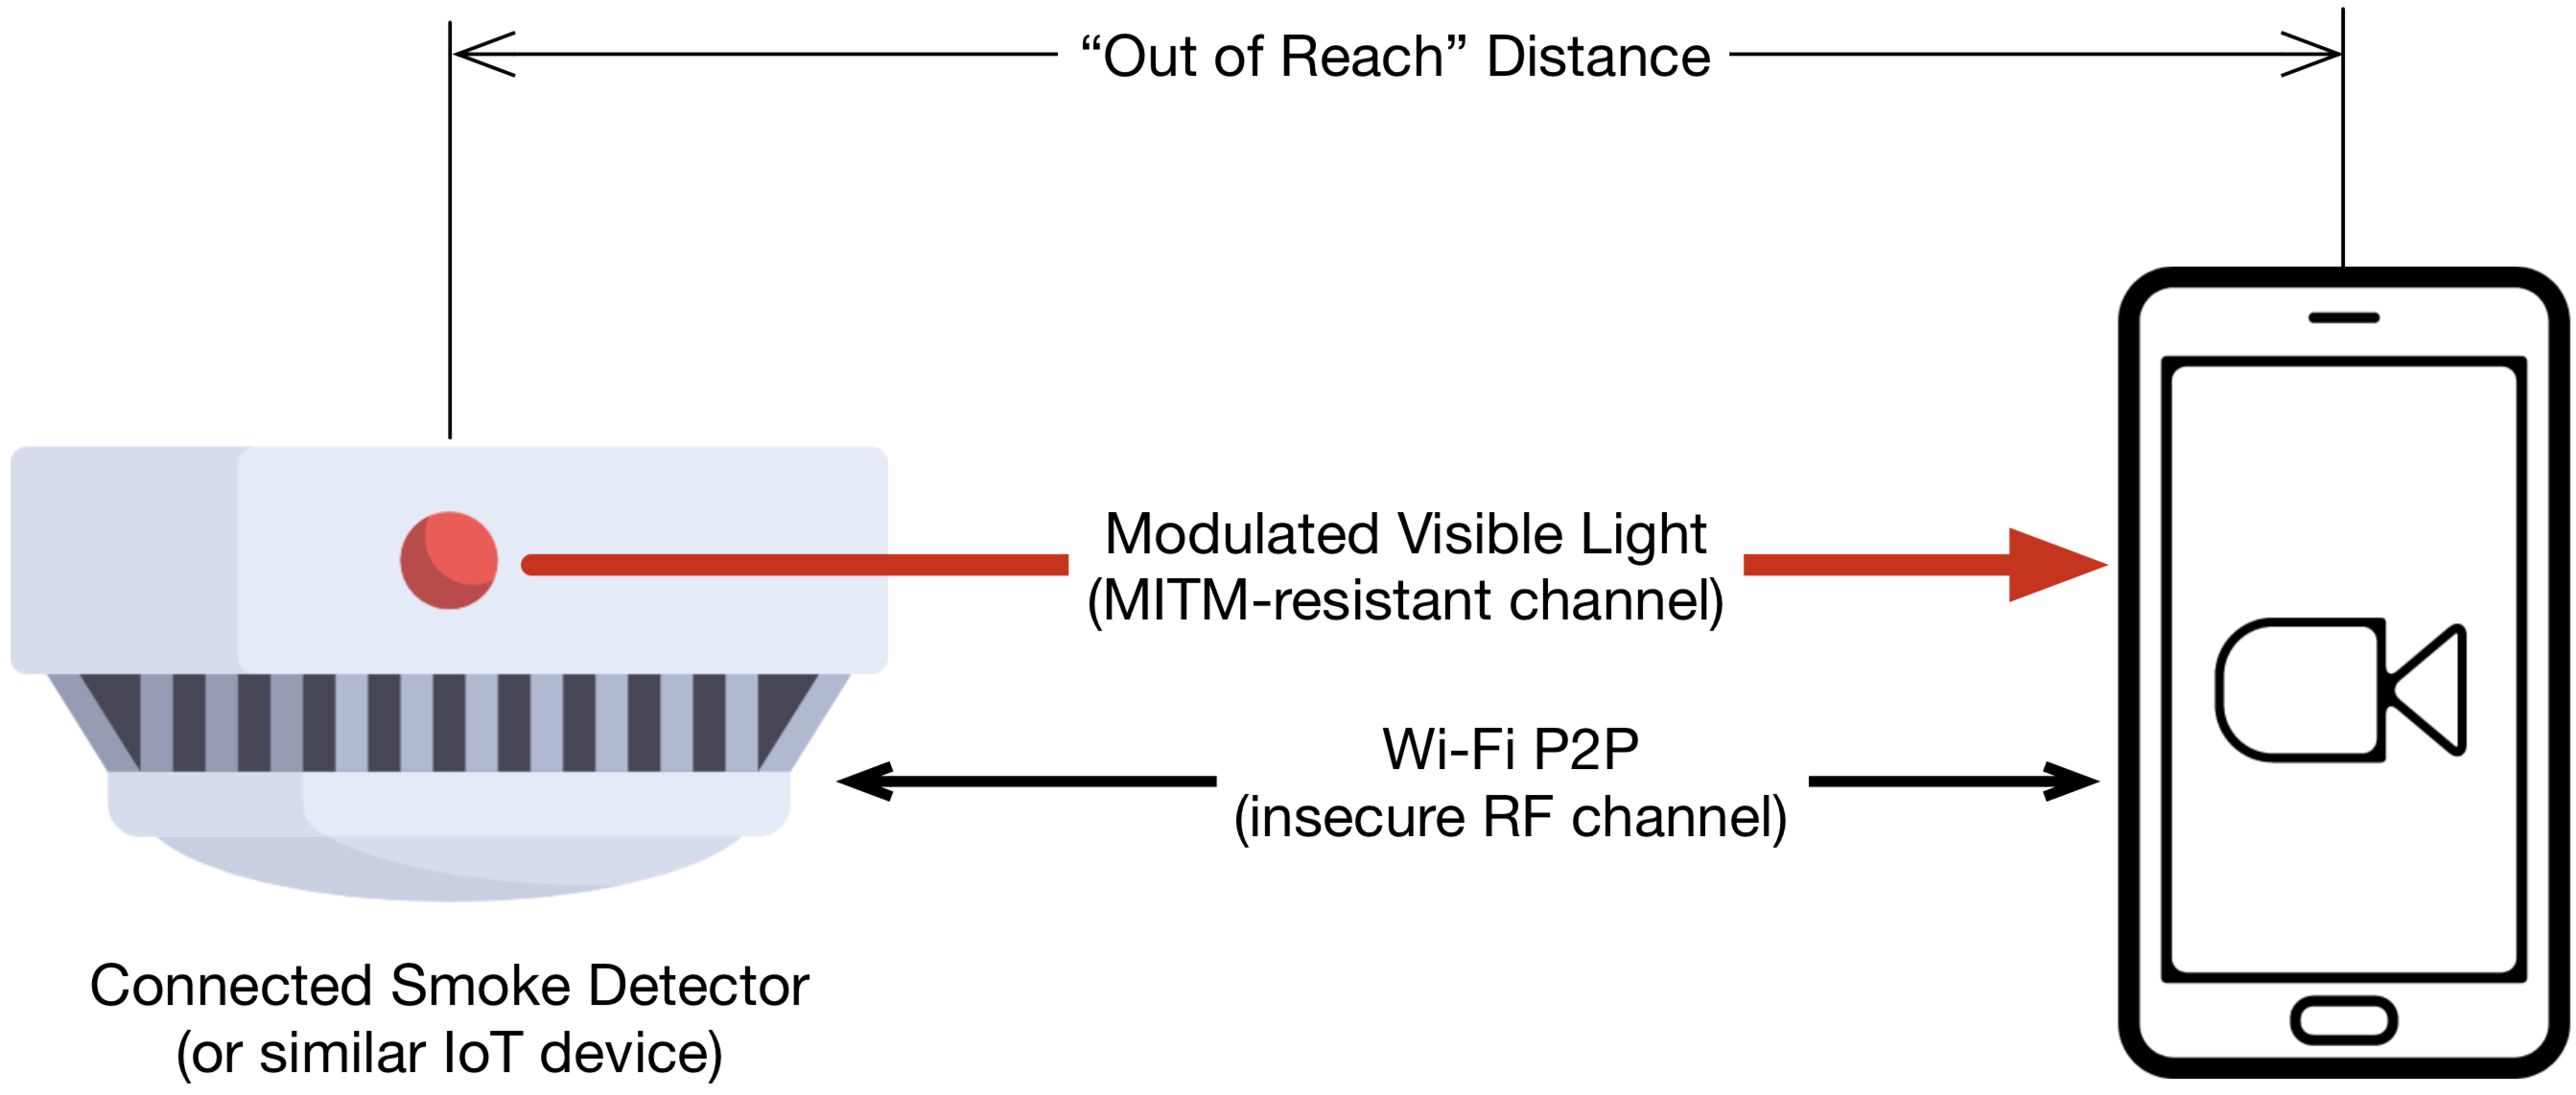 “Out of Reach” Distance
Modulated Visible Light
(MITM-resistant channel)
Wi-Fi P2P
(insecure RF channel)
Connected Smoke Detector
(or similar IoT device)